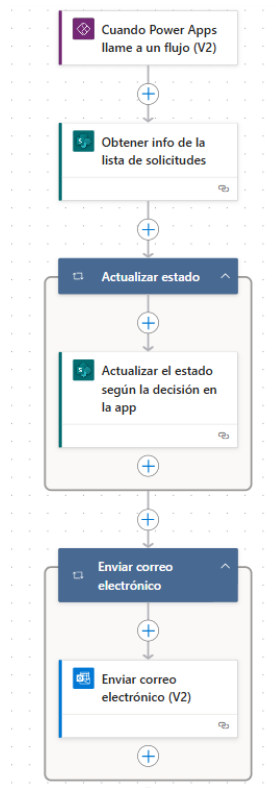 Cuando Power Apps
llame a un flujo (V2)
Obtener info de la
lista de solicitudes
Actualizar estado
Actualizar el estado
según la decisión en
la app
Enviar correo
electrónico
Enviar correo
electrónico (V2)